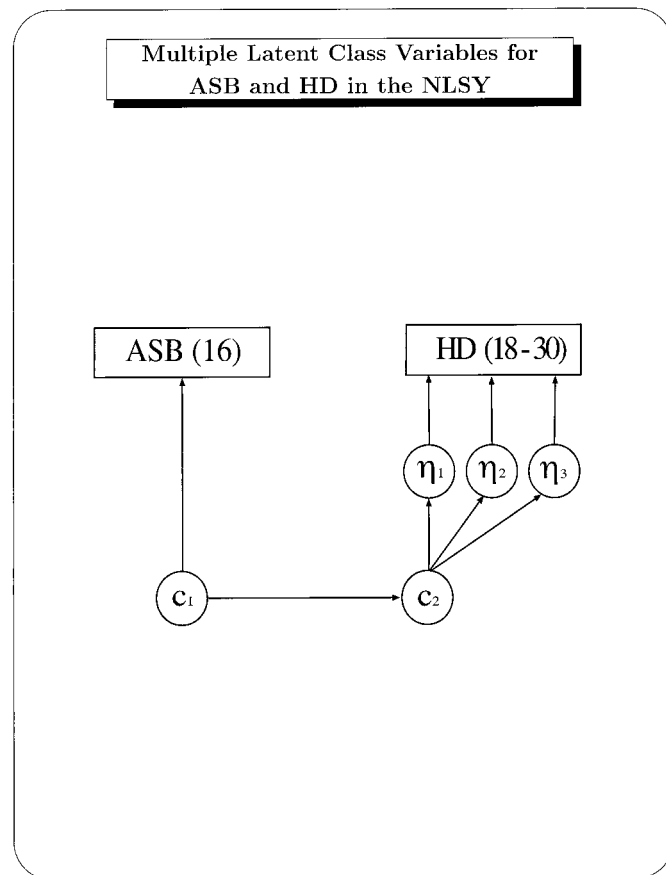 Multiple Latent Class Variables for
ASB and HD in the NLSY
ASB (16)
HD (18-30)
η1
η2
η3
c1
c2